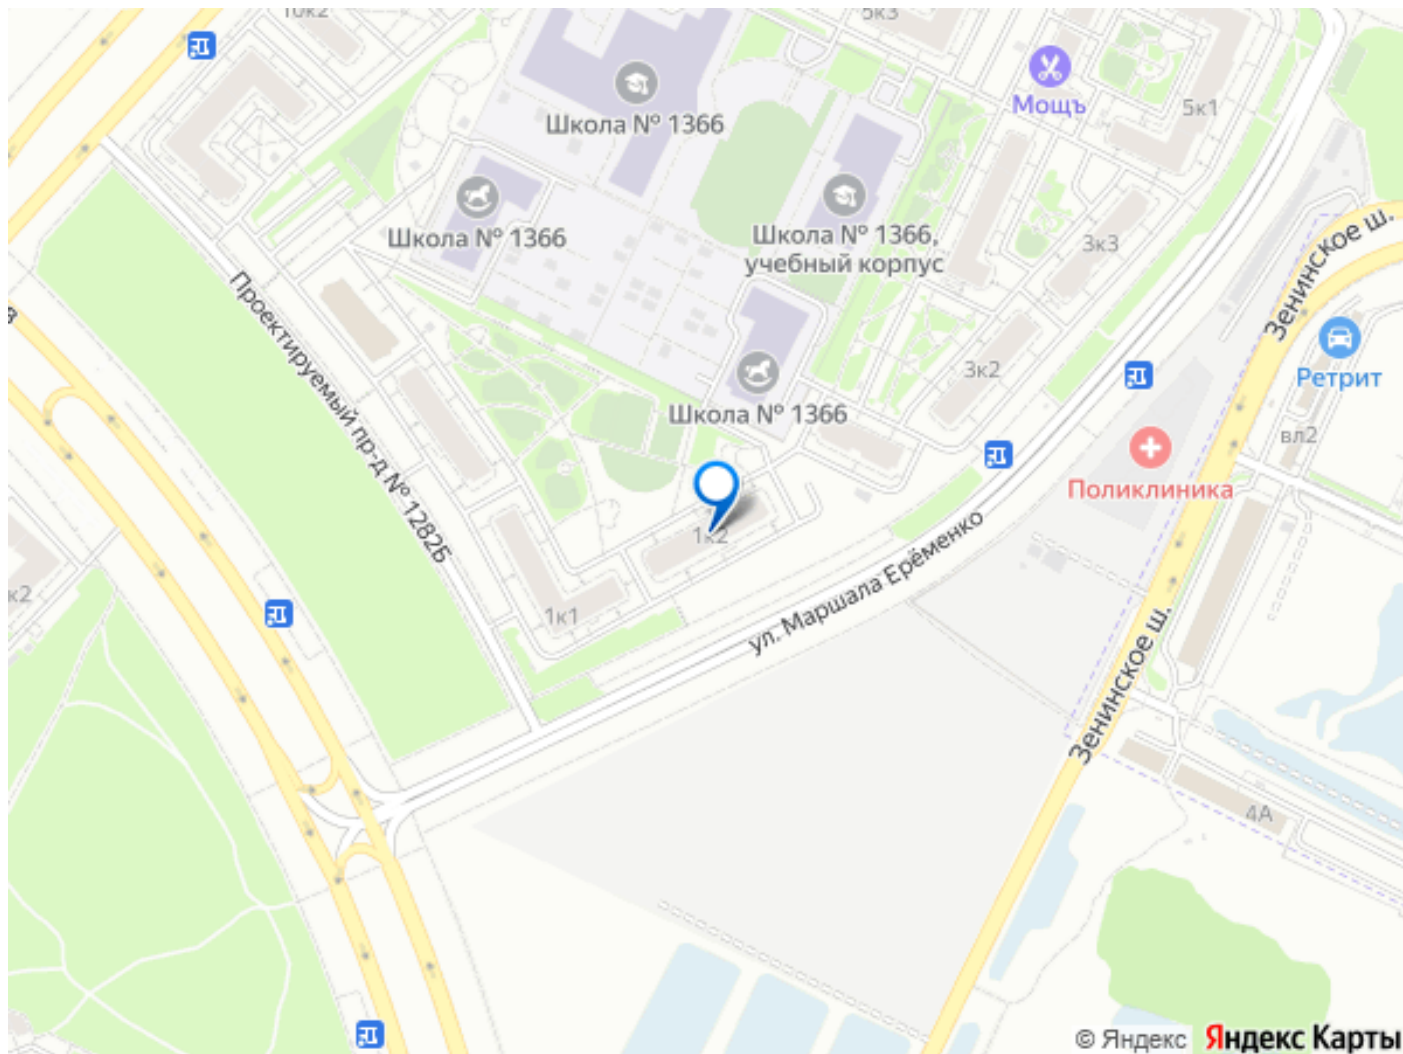 10к2
5к3
Мощъ
5к1
Школа № 1366
Школа № 1366
Школа № 1366,
учебный корпус
3к3
Зенинское ш.
Проектируемый пр-д № 1282Б
3к2
Ретрит
Школа № 1366
вл2
Поликлиника
1к2
ул. Маршала Ерёменко
к2
1к1
Зенинское ш.
4А
© Яндекс Яндекс Карты